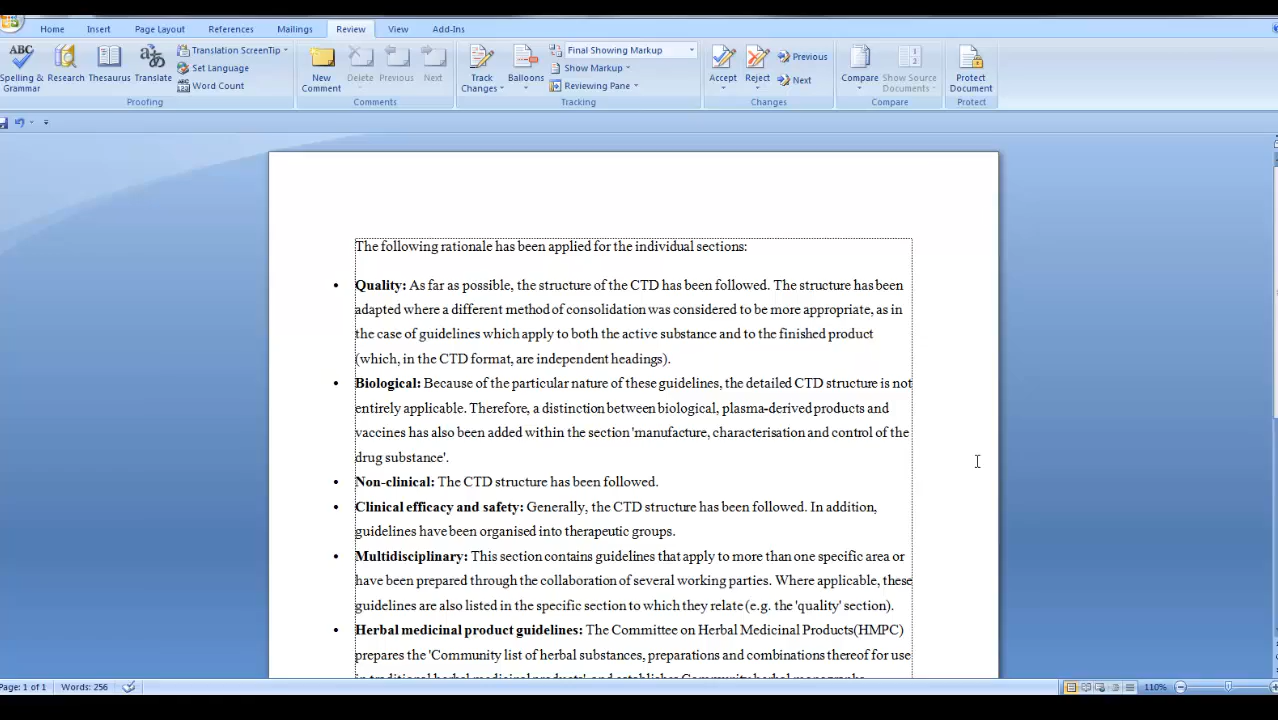 Home Insert Page Layout References Mailings Review View Add-Ins
ABC
Spelling & Grammar
Research
Thesaurus
Translate
Translation ScreenTip
Set Language
Word Count
Proofing
New Comment
Delete
Previous
Next
Comments
Track Changes
Balloons
Final Showing Markup
Show Markup
Reviewing Pane
Tracking
Accept
Reject
Previous
Next
Changes
Compare
Show Source Documents
Compare
Protect Document
Protect
The following rationale has been applied for the individual sections:
• Quality: As far as possible, the structure of the CTD has been followed. The structure has been
adapted where a different method of consolidation was considered to be more appropriate, as in
the case of guidelines which apply to both the active substance and to the finished product
(which, in the CTD format, are independent headings).
• Biological: Because of the particular nature of these guidelines, the detailed CTD structure is not
entirely applicable. Therefore, a distinction between biological, plasma-derived products and
vaccines has also been added within the section 'manufacture, characterisation and control of the
drug substance'.
• Non-clinical: The CTD structure has been followed.
• Clinical efficacy and safety: Generally, the CTD structure has been followed. In addition,
guidelines have been organised into therapeutic groups.
• Multidisciplinary: This section contains guidelines that apply to more than one specific area or
have been prepared through the collaboration of several working parties. Where applicable, these
guidelines are also listed in the specific section to which they relate (e.g. the 'quality' section).
• Herbal medicinal product guidelines: The Committee on Herbal Medicinal Products(HMPC)
prepares the 'Community list of herbal substances, preparations and combinations thereof for use
in traditional herbal medicinal products' and establishes Community herbal monographs
Page: 1 of 1 Words: 256 110%